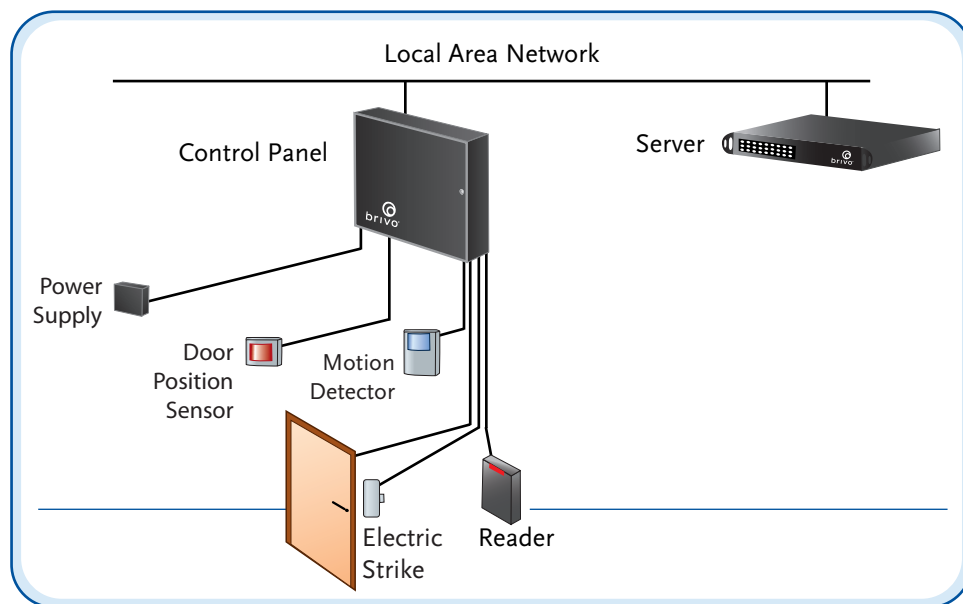 Local Area Network
Control Panel
Server
brivo
brivo
Power
Supply
Door
Position
Sensor
Motion
Detector
Electric
Strike
Reader